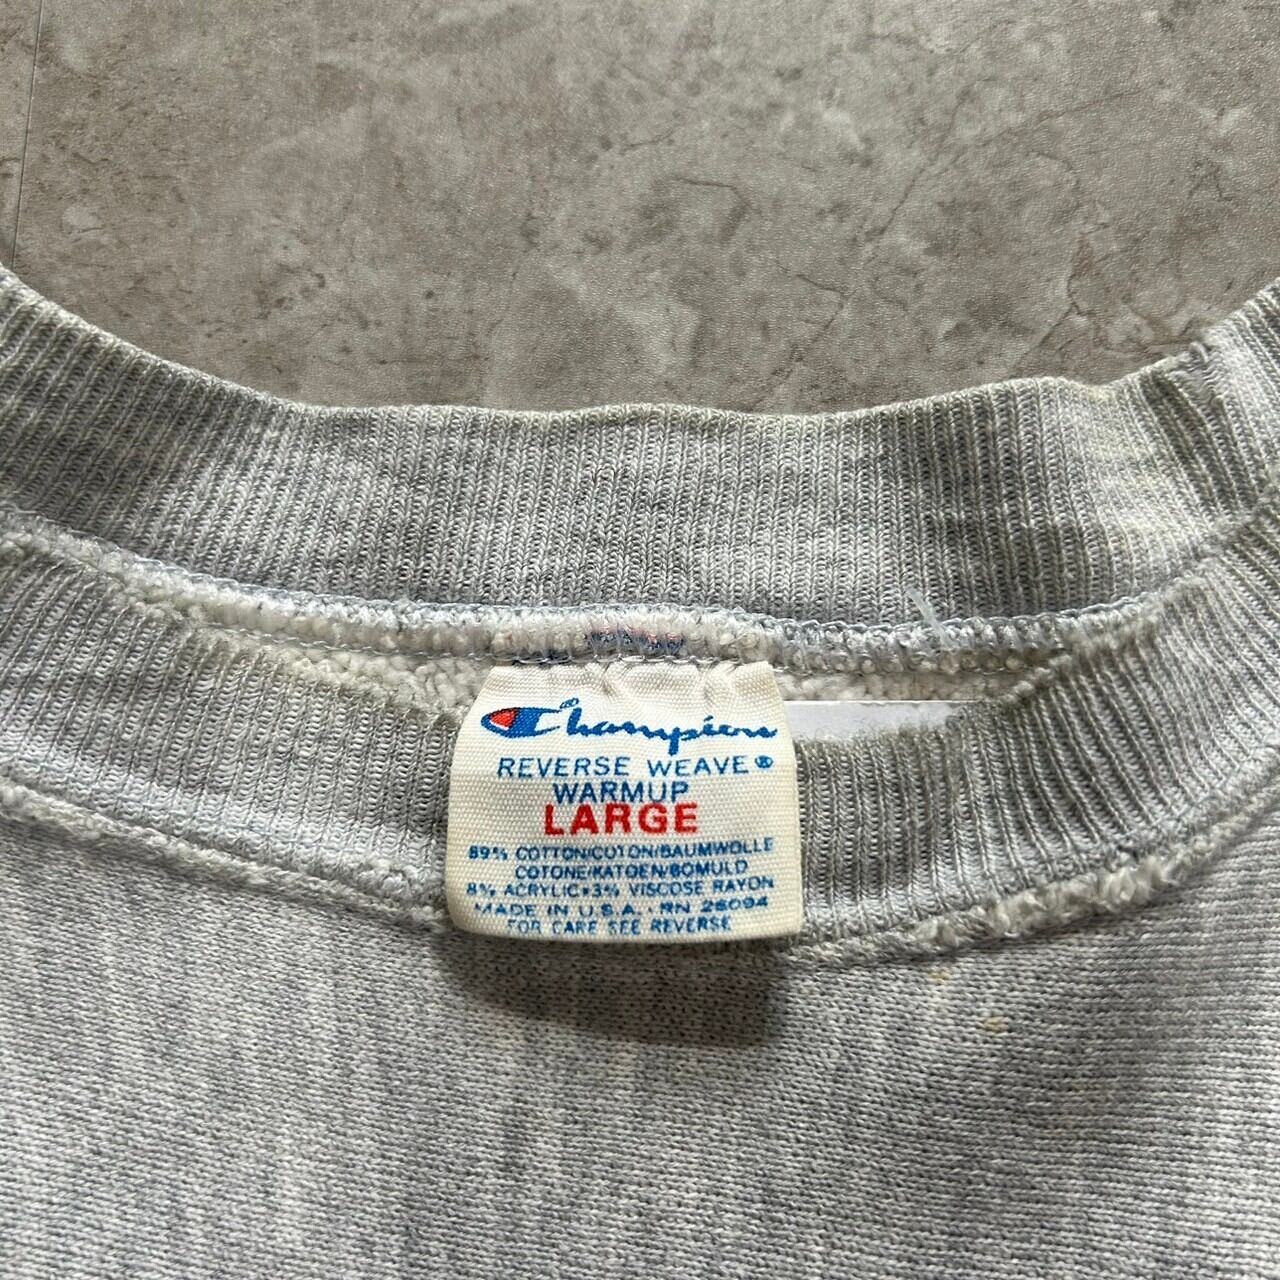 Champion
REVERSE WEAVE®
WARMUP
LARGE
89% COTTON/COTON/BAUMWOLLE
COTONE/KATOEN/BOMULD
8% ACRYLIC•3% VISCOSE RAYON
MADE IN U.S.A. · RN 26094
FOR CARE SEE REVERSE